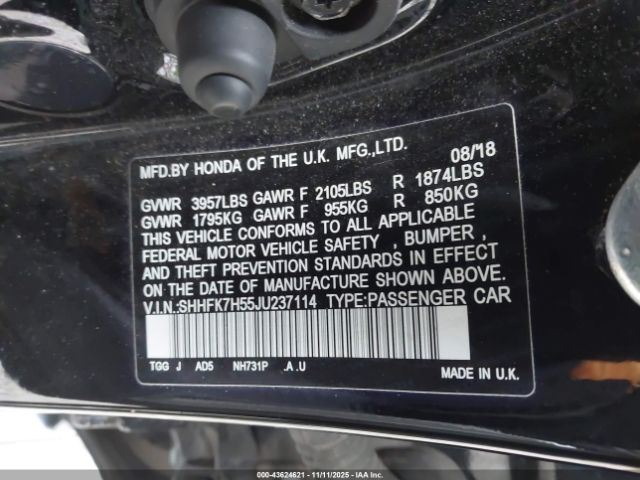 MFD.BY HONDA OF THE U.K. MFG.,LTD. 08/18
GVWR 3957LBS GAWR F 2105LBS R 1874LBS
GVWR 1795KG GAWR F 955KG R 850KG
THIS VEHICLE CONFORMS TO ALL APPLICABLE
FEDERAL MOTOR VEHICLE SAFETY , BUMPER ,
AND THEFT PREVENTION STANDARDS IN EFFECT
ON THE DATE OF MANUFACTURE SHOWN ABOVE.
V.I.N.:SHHFK7H55JU237114 TYPE:PASSENGER CAR
TGG J AD5 NH731P .A .U
MADE IN U.K.
000-43624621 - 11/11/2025 - IAAI.COM